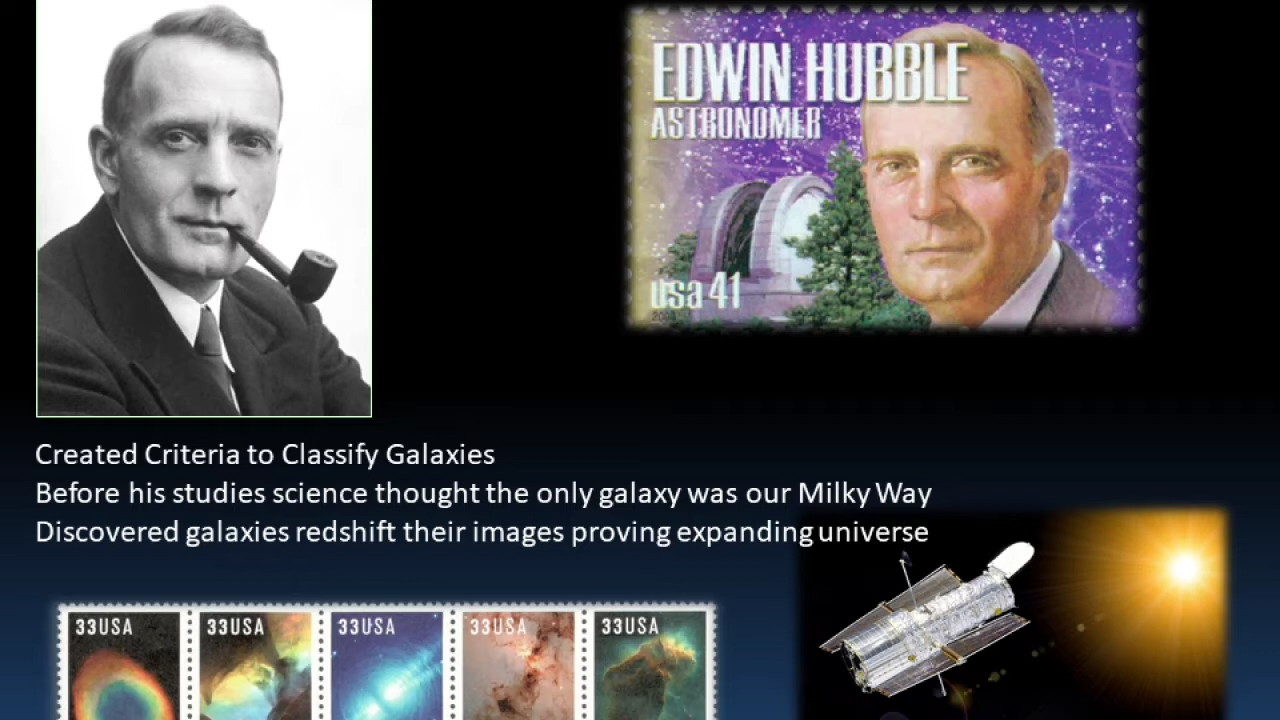 EDWIN HUBBLE
ASTRONOMER
usa 41
Created Criteria to Classify Galaxies
Before his studies science thought the only galaxy was our Milky Way
Discovered galaxies redshift their images proving expanding universe
33USA
33USA
33USA
33USA
33USA